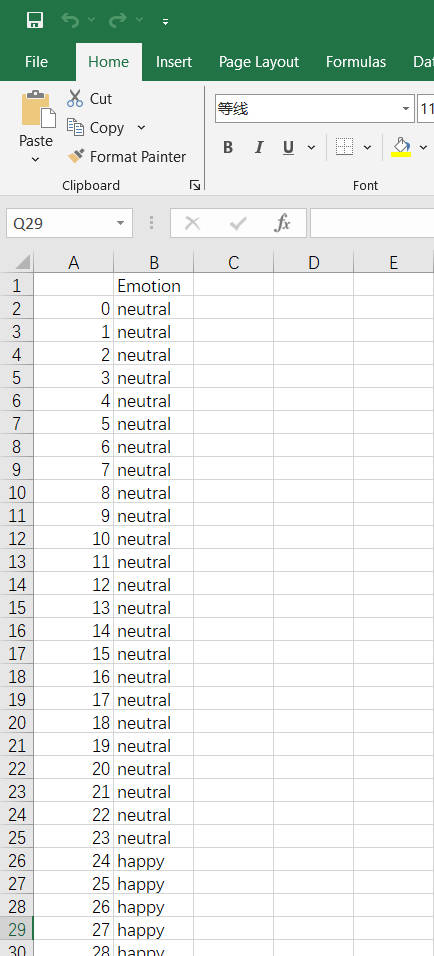 File Home Insert Page Layout Formulas Dat
Cut
Copy
Paste
Format Painter
Clipboard
等线 11
B I U
Font
Q29 fx
A B C D E
1 Emotion
2 0 neutral
3 1 neutral
4 2 neutral
5 3 neutral
6 4 neutral
7 5 neutral
8 6 neutral
9 7 neutral
10 8 neutral
11 9 neutral
12 10 neutral
13 11 neutral
14 12 neutral
15 13 neutral
16 14 neutral
17 15 neutral
18 16 neutral
19 17 neutral
20 18 neutral
21 19 neutral
22 20 neutral
23 21 neutral
24 22 neutral
25 23 neutral
26 24 happy
27 25 happy
28 26 happy
29 27 happy
30 28 happy